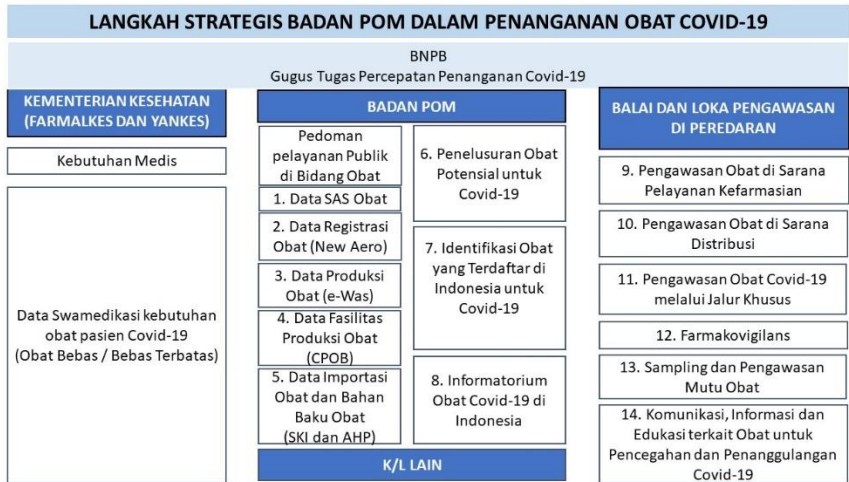 LANGKAH STRATEGIS BADAN POM DALAM PENANGANAN OBAT COVID-19
BNPB
Gugus Tugas Percepatan Penanganan Covid-19
KEMENTERIAN KESEHATAN
(FARMALKES DAN YANKES)
Kebutuhan Medis
Data Swamedikasi kebutuhan
obat pasien Covid-19
(Obat Bebas / Bebas Terbatas)
BADAN POM
Pedoman
pelayanan Publik
di Bidang Obat
1. Data SAS Obat
2. Data Registrasi
Obat (New Aero)
3. Data Produksi
Obat (e-Was)
4. Data Fasilitas
Produksi Obat
(CPOB)
5. Data Importasi
Obat dan Bahan
Baku Obat
(SKI dan AHP)
6. Penelusuran Obat
Potensial untuk
Covid-19
7. Identifikasi Obat
yang Terdaftar di
Indonesia untuk
Covid-19
8. Informatorium
Obat Covid-19 di
Indonesia
K/L LAIN
BALAI DAN LOKA PENGAWASAN
DI PEREDARAN
9. Pengawasan Obat di Sarana
Pelayanan Kefarmasian
10. Pengawasan Obat di Sarana
Distribusi
11. Pengawasan Obat Covid-19
melalui Jalur Khusus
12. Farmakovigilans
13. Sampling dan Pengawasan
Mutu Obat
14. Komunikasi, Informasi dan
Edukasi terkait Obat untuk
Pencegahan dan Penanggulangan
Covid-19